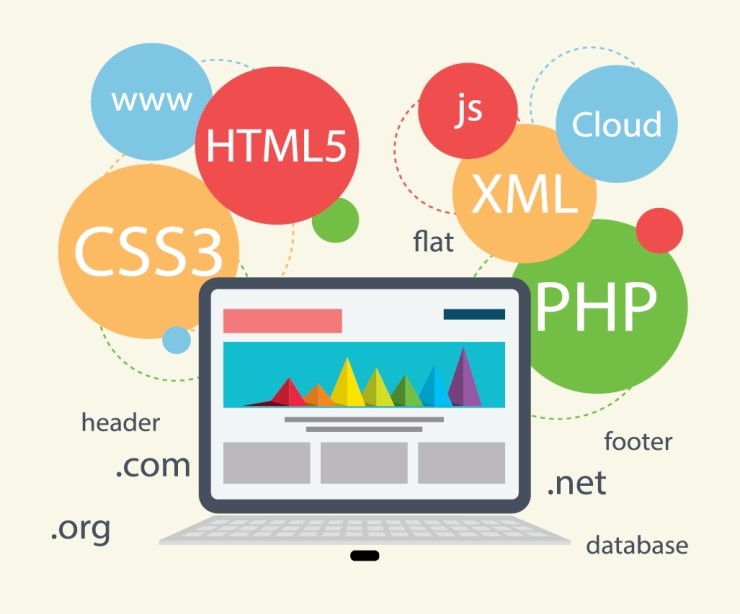 www
HTML5
CSS3
js
Cloud
XML
flat
PHP
header
.com
.org
footer
.net
database